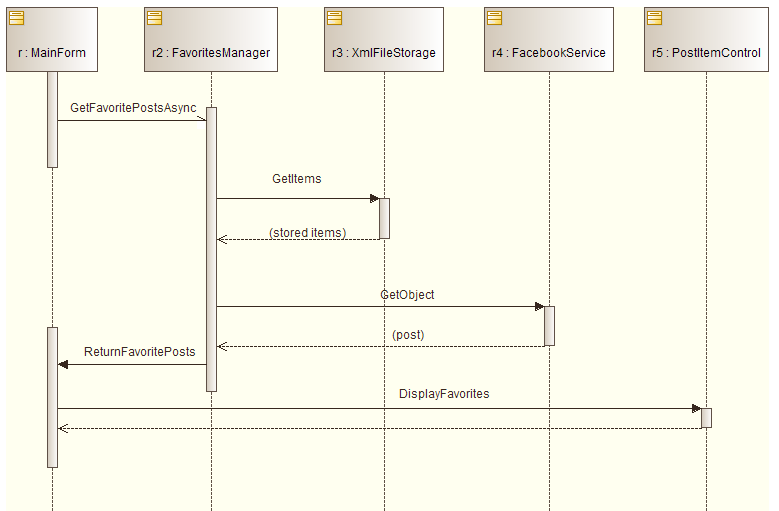 r : MainForm
r2 : FavoritesManager
r3 : XmlFileStorage
r4 : FacebookService
r5 : PostItemControl
GetFavoritePostsAsync
GetItems
(stored items)
GetObject
(post)
ReturnFavoritePosts
DisplayFavorites